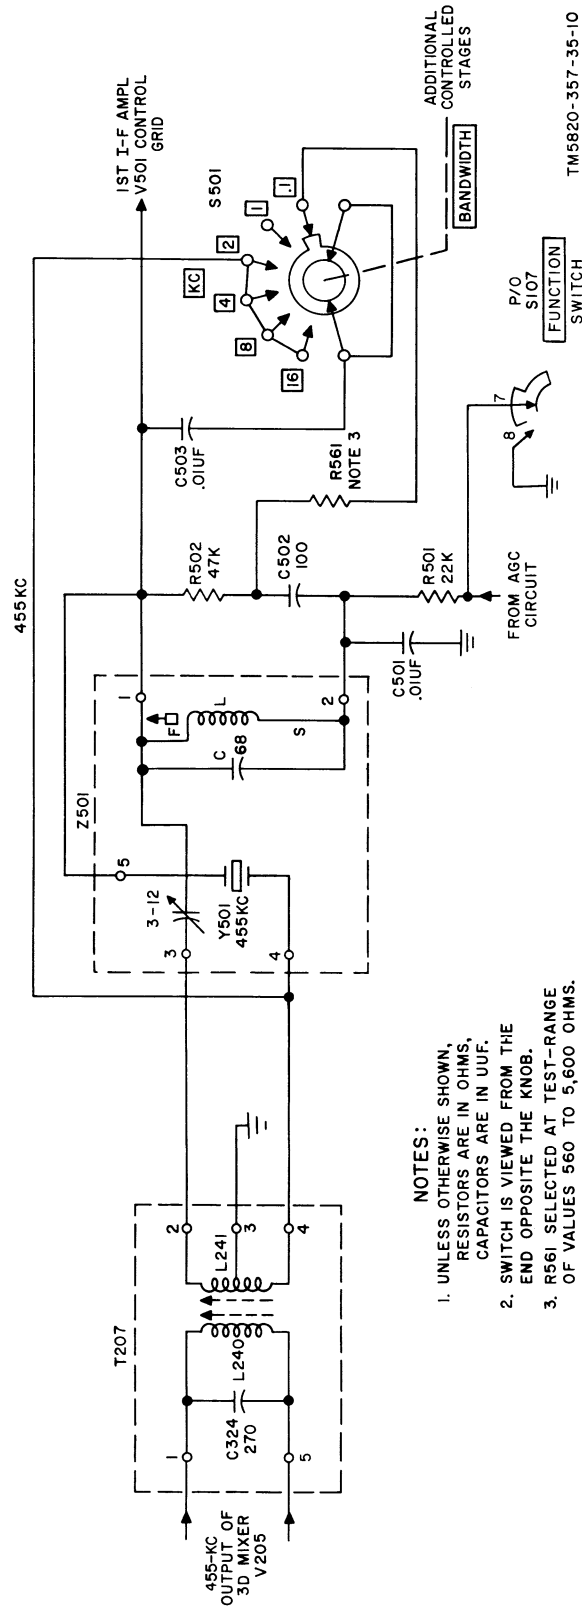 455-KC
OUTPUT OF
3D MIXER
V205
T207
1
5
C324
270
L240
L241
2
3
4
455KC
Z501
3
4
3-12
5
Y501
455KC
C
68
F
L
S
1
2
R502
47K
C502
100
C501
.01UF
R501
22K
FROM AGC
CIRCUIT
C503
.01UF
R561
NOTE 3
1ST I-F AMPL
V501 CONTROL
GRID
S501
KC
16
8
4
2
1
.1
ADDITIONAL
CONTROLLED
STAGES
BANDWIDTH
8
7
P/O
S107
FUNCTION
SWITCH
NOTES:
1. UNLESS OTHERWISE SHOWN,
RESISTORS ARE IN OHMS,
CAPACITORS ARE IN UUF.
2. SWITCH IS VIEWED FROM THE
END OPPOSITE THE KNOB.
3. R561 SELECTED AT TEST-RANGE
OF VALUES 560 TO 5,600 OHMS.
TM5820-357-35-10